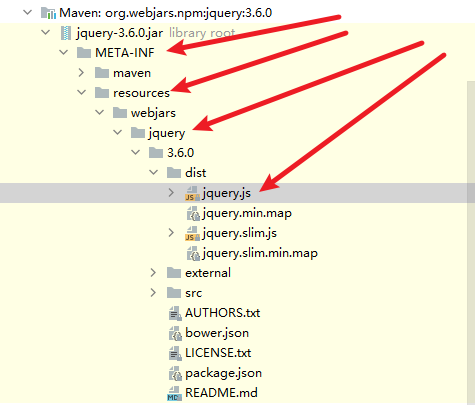 Maven: org.webjars.npm:jquery:3.6.0
jquery-3.6.0.jar library root
META-INF
maven
resources
webjars
jquery
3.6.0
dist
jquery.js
jquery.min.map
jquery.slim.js
jquery.slim.min.map
external
src
AUTHORS.txt
bower.json
LICENSE.txt
package.json
README.md